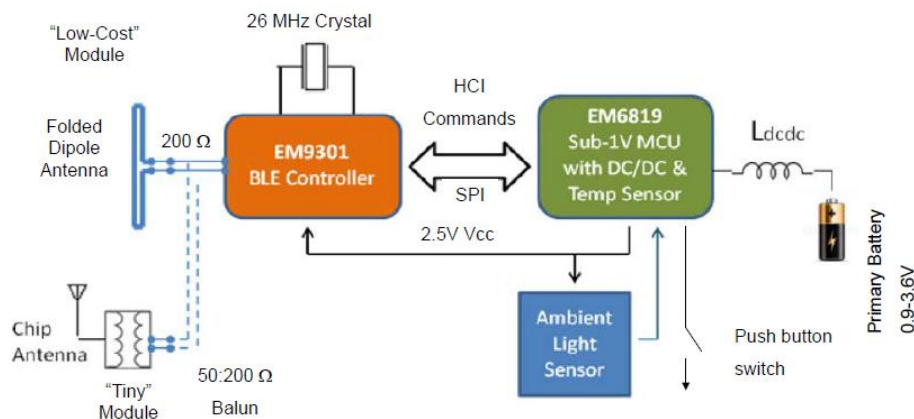 26 MHz Crystal
“Low-Cost”
Module
Folded
Dipole
Antenna
200 Ω
EM9301
BLE Controller
HCI
Commands
SPI
EM6819
Sub-1V MCU
with DC/DC &
Temp Sensor
Ldcdc
Primary Battery
0.9-3.6V
2.5V Vcc
Ambient
Light
Sensor
Push button
switch
Chip
Antenna
“Tiny”
Module
50:200 Ω
Balun